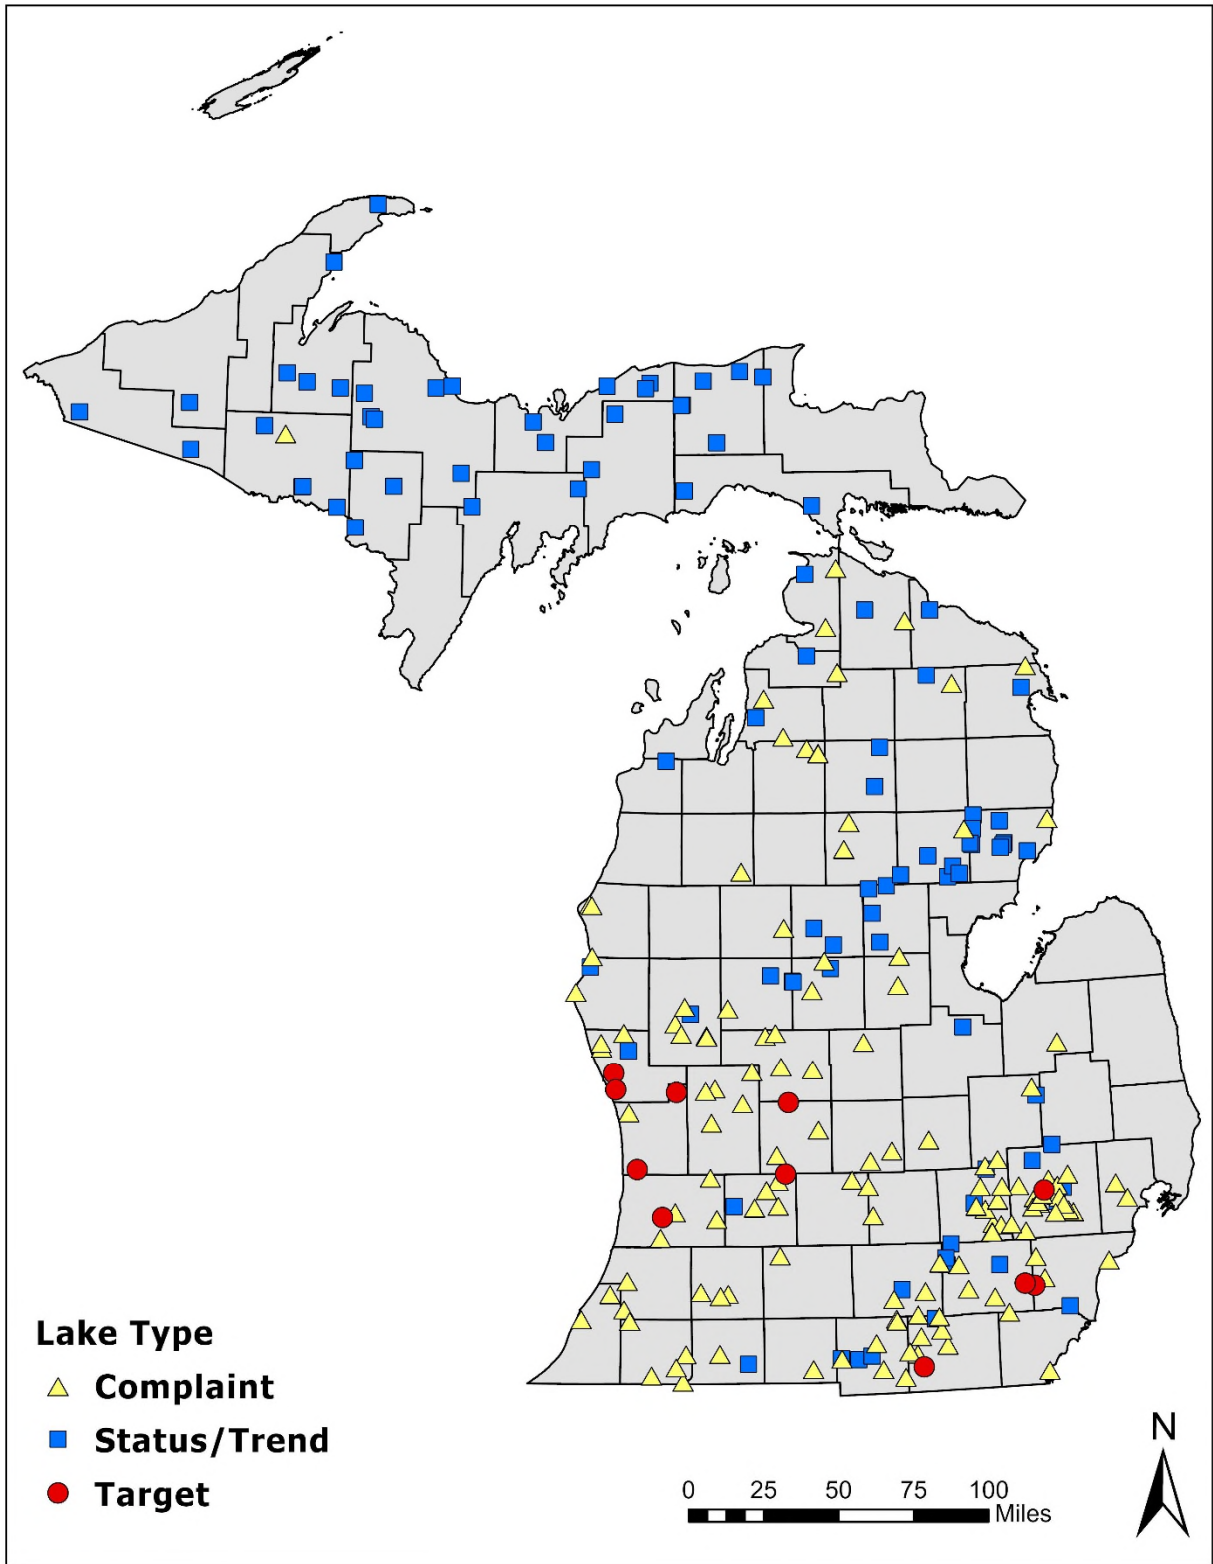 Lake Type
Complaint
Status/Trend
Target
0 25 50 75 100
Miles
N